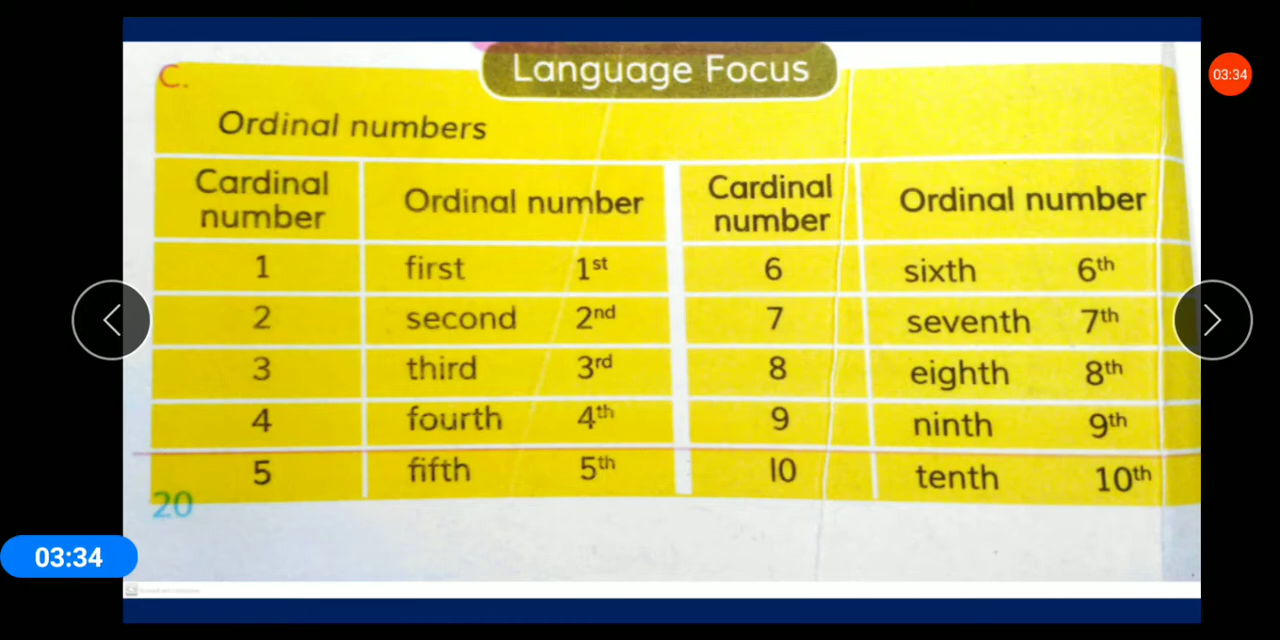 Language Focus
C.
03:34
Ordinal numbers
Cardinal number Ordinal number Cardinal number Ordinal number
1 first 1st 6 sixth 6th
2 second 2nd 7 seventh 7th
3 third 3rd 8 eighth 8th
4 fourth 4th 9 ninth 9th
5 fifth 5th 10 tenth 10th
20
03:34